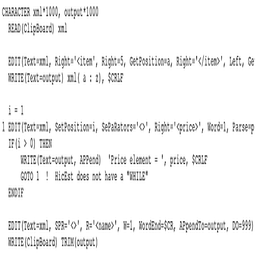 CHARACTER xml*1000, output*1000
READ(ClipBoard) xml
EDIT(Text=xml, Right='<item', Right=5, GetPosition=a, Right='</item>', Left, Ge
WRITE(Text=output) xml( a : z), $CRLF
i = 1
1 EDIT(Text=xml, SetPosition=i, SePaRators='<>', Right='<price>', Word=1, Parse=p
IF(i > 0) THEN
WRITE(Text=output, APPend) 'Price element = ', price, $CRLF
GOTO 1 ! HicEst does not have a "WHILE"
ENDIF
EDIT(Text=xml, SPR='<>', R='<name>', W=1, WordEnd=$CR, APpendTo=output, DO=999)
WRITE(ClipBoard) TRIM(output)